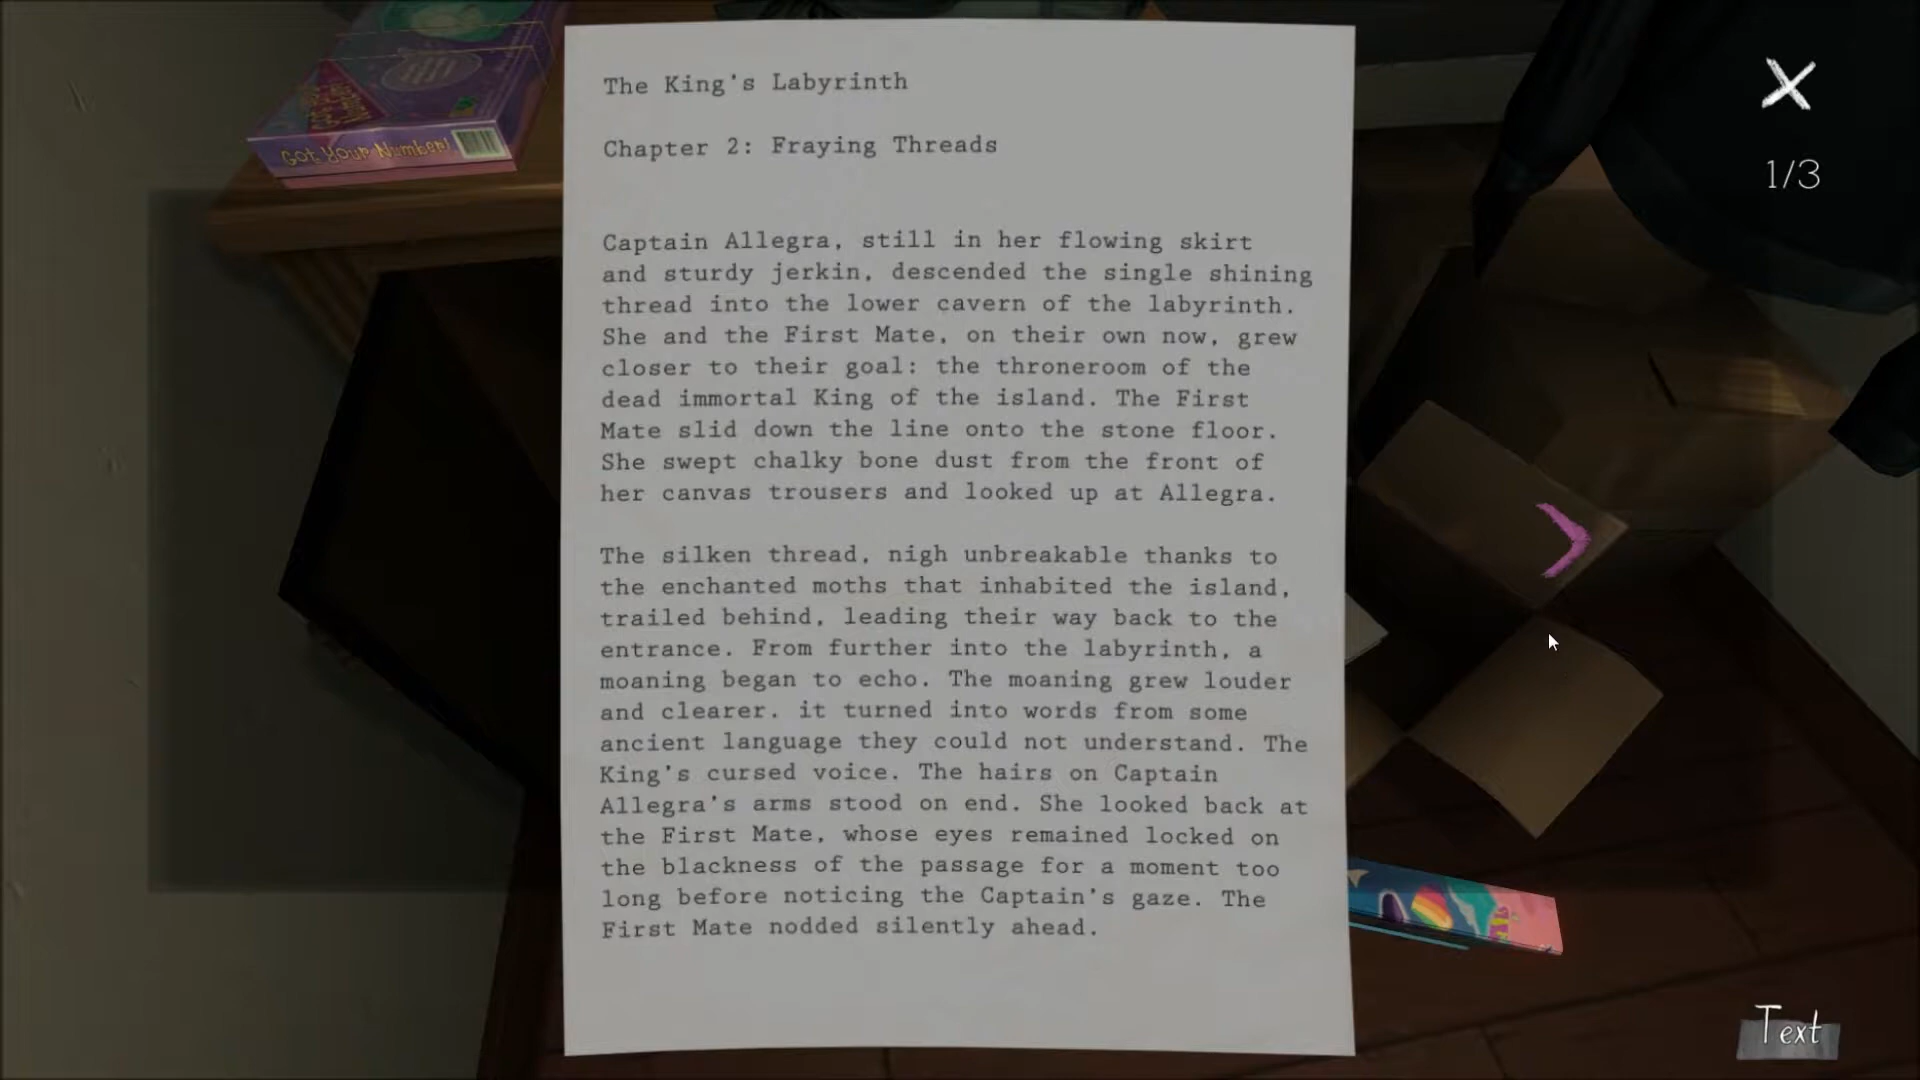 The King's Labyrinth
Chapter 2: Fraying Threads
Captain Allegra, still in her flowing skirt
and sturdy jerkin, descended the single shining
thread into the lower cavern of the labyrinth.
She and the First Mate, on their own now, grew
closer to their goal: the throneroom of the
dead immortal King of the island. The First
Mate slid down the line onto the stone floor.
She swept chalky bone dust from the front of
her canvas trousers and looked up at Allegra.
The silken thread, nigh unbreakable thanks to
the enchanted moths that inhabited the island,
trailed behind, leading their way back to the
entrance. From further into the labyrinth, a
moaning began to echo. The moaning grew louder
and clearer. it turned into words from some
ancient language they could not understand. The
King's cursed voice. The hairs on Captain
Allegra's arms stood on end. She looked back at
the First Mate, whose eyes remained locked on
the blackness of the passage for a moment too
long before noticing the Captain's gaze. The
First Mate nodded silently ahead.
Got Your Number!
1/3
Text